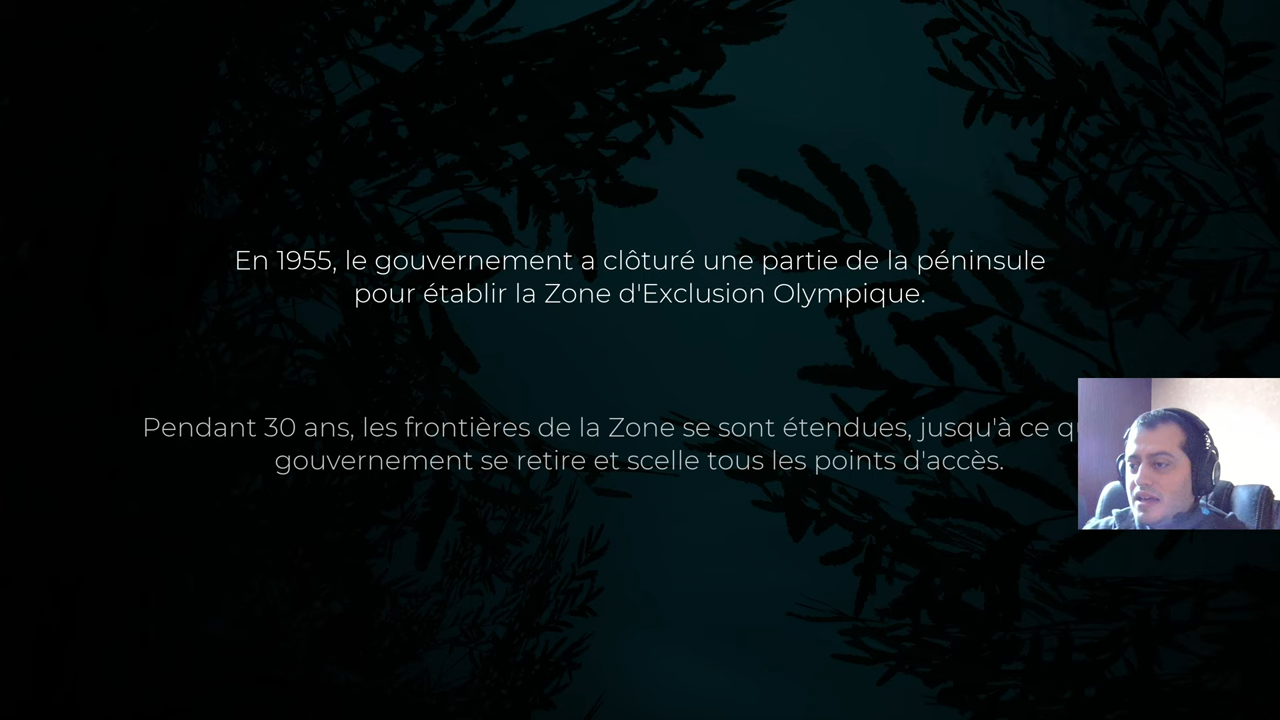 En 1955, le gouvernement a clôturé une partie de la péninsule
pour établir la Zone d'Exclusion Olympique.
Pendant 30 ans, les frontières de la Zone se sont étendues, jusqu'à ce
gouvernement se retire et scelle tous les points d'accès.